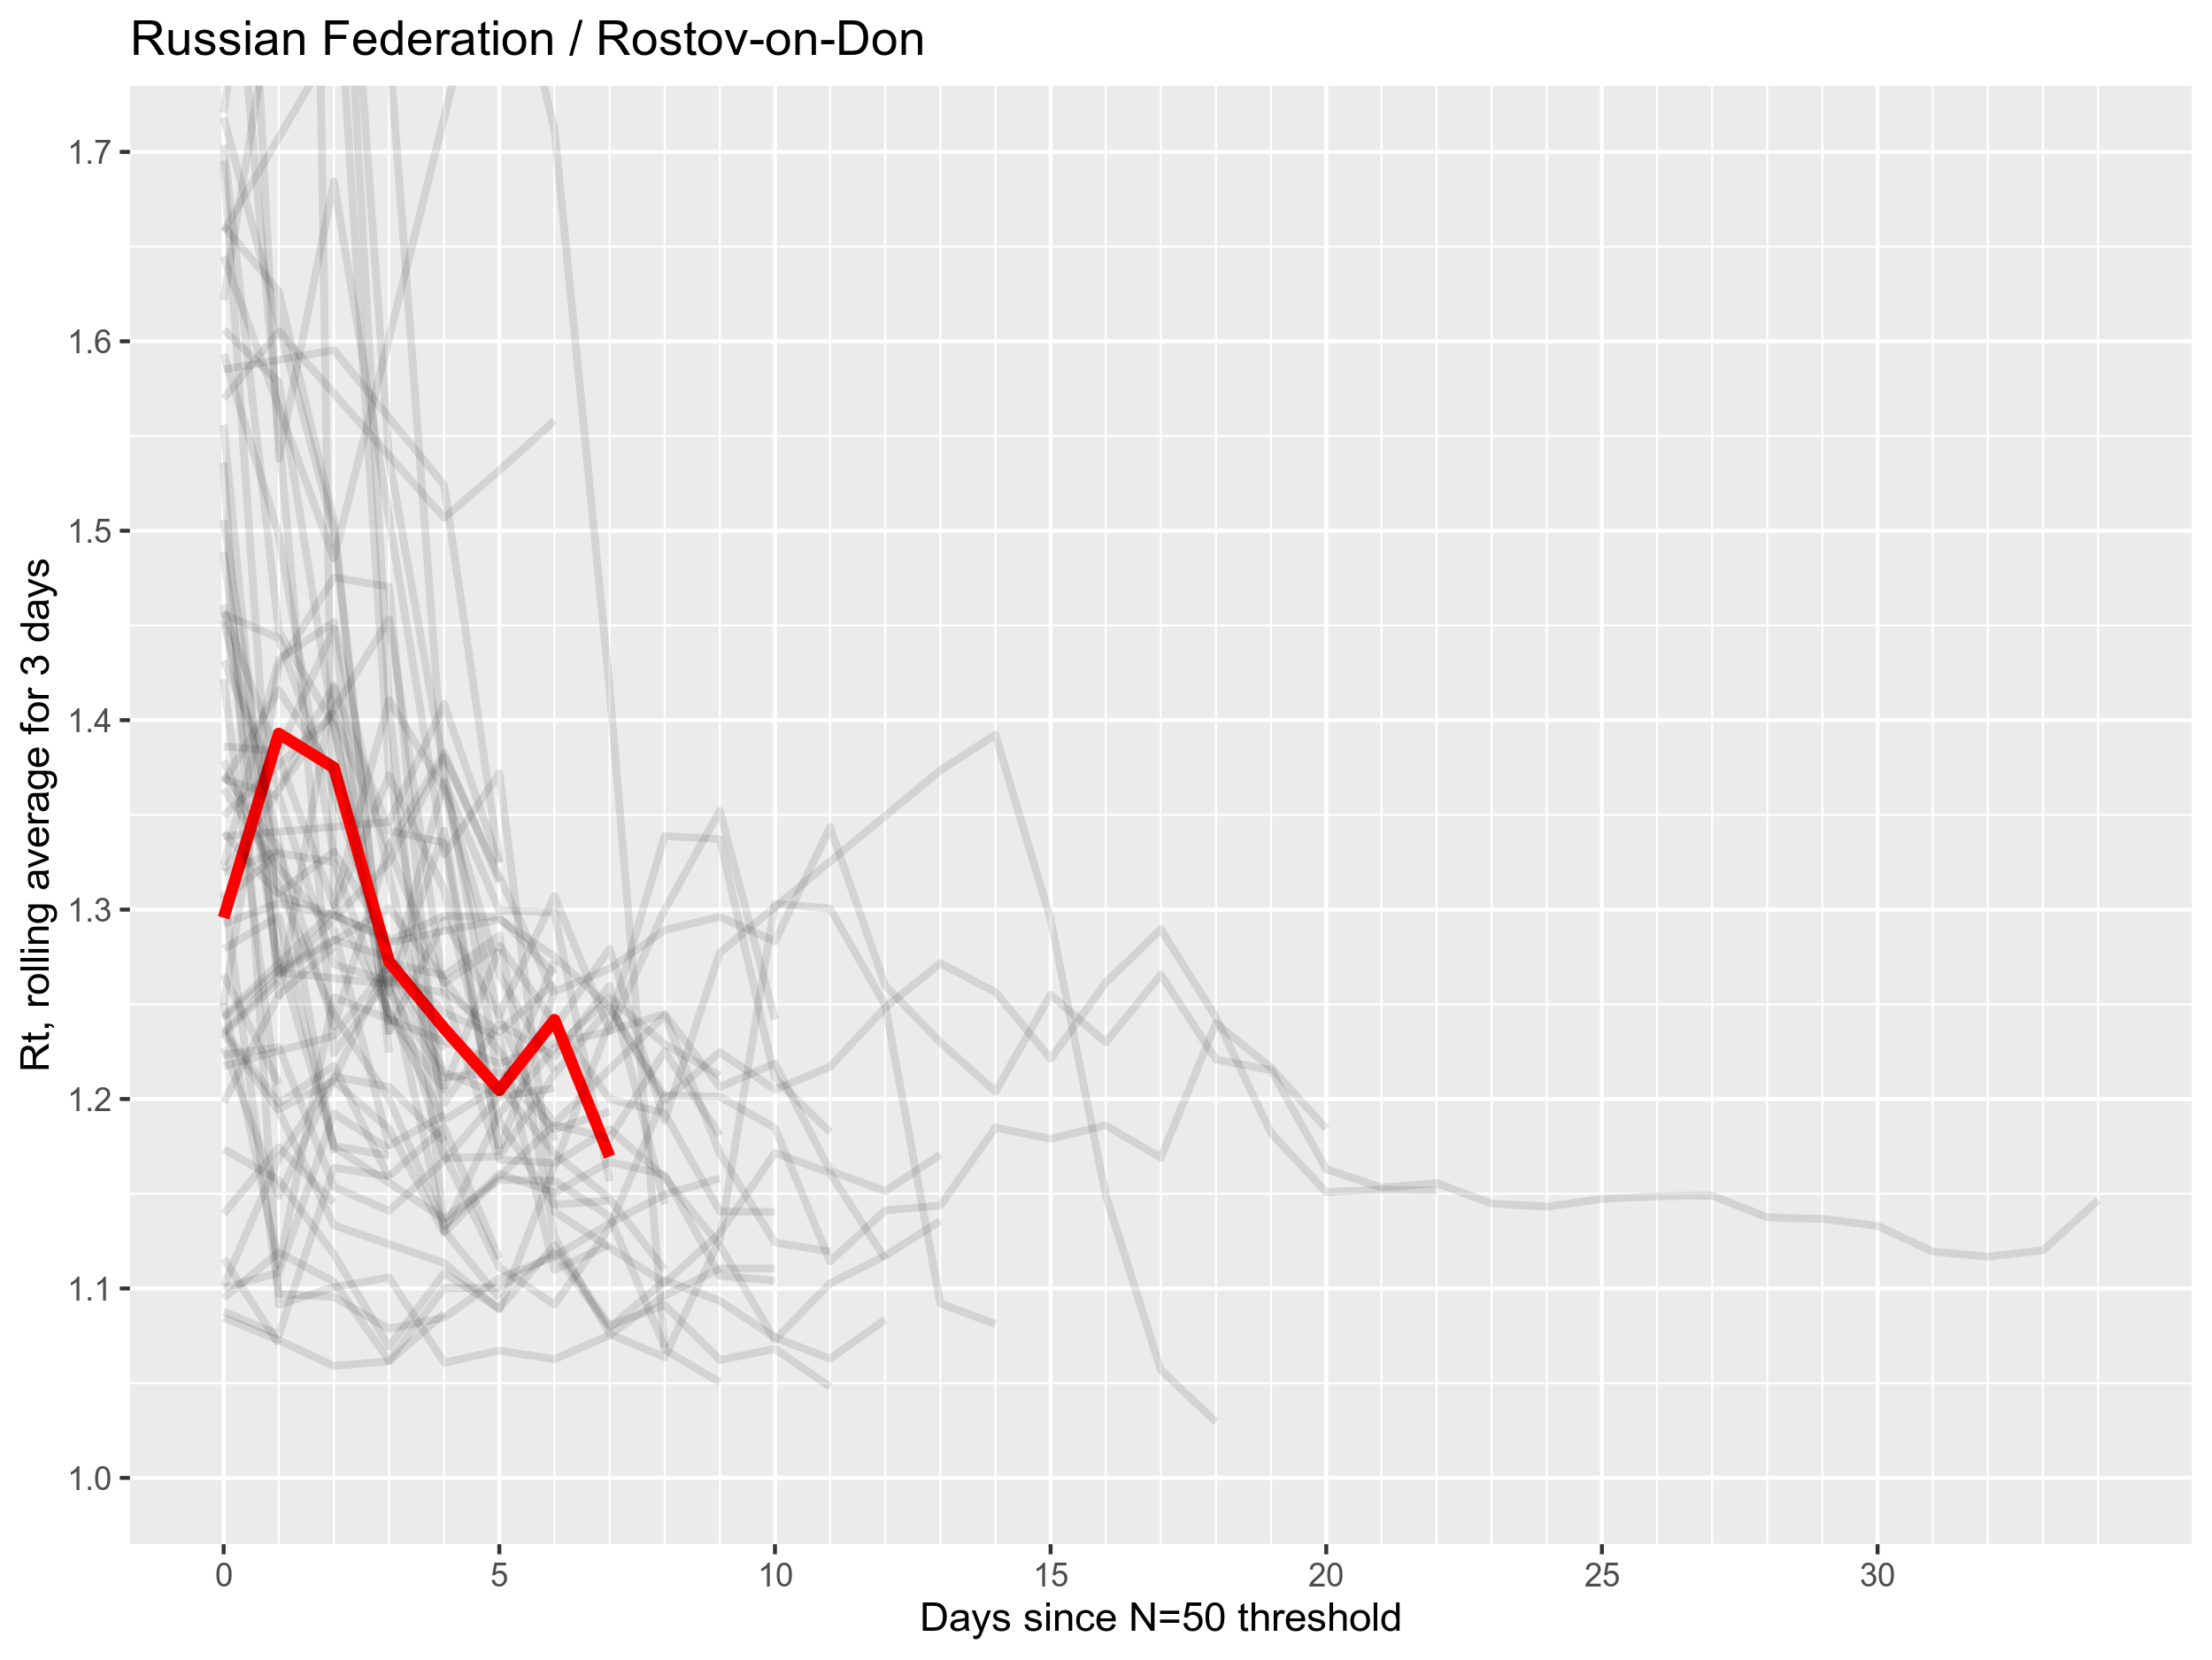 Russian Federation / Rostov-on-Don
Rt, rolling average for 3 days
1.7
1.6
1.5
1.4
1.3
1.2
1.1
1.0
0 5 10 15 20 25 30
Days since N=50 threshold